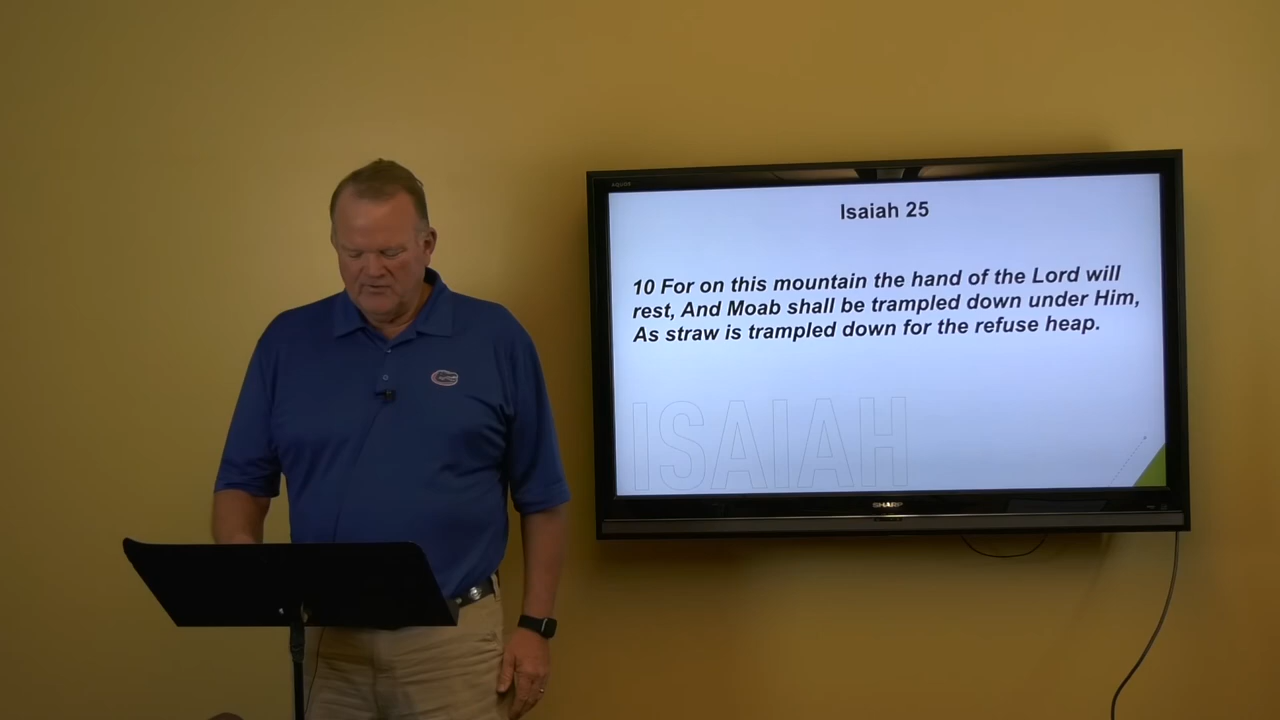 AQUOS
Isaiah 25
10 For on this mountain the hand of the Lord will
rest, And Moab shall be trampled down under Him,
As straw is trampled down for the refuse heap.
ISAIAH
SHARP